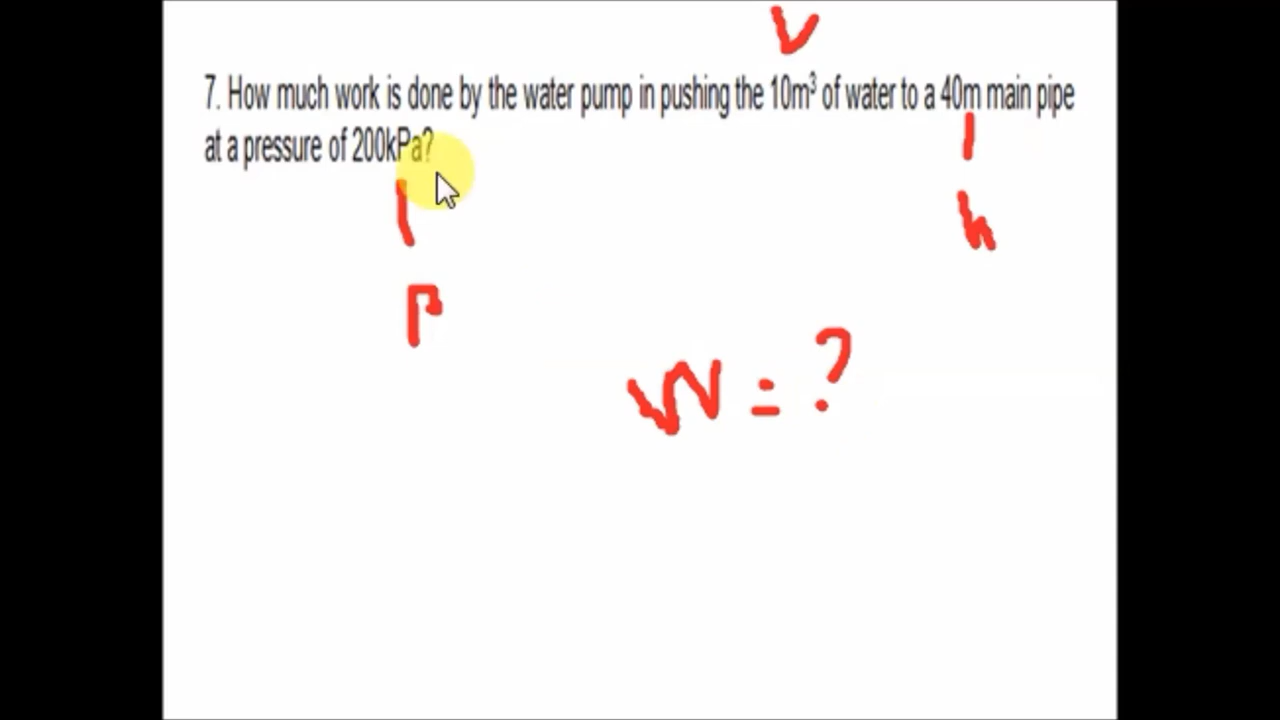 V
7. How much work is done by the water pump in pushing the 10m³ of water to a 40m main pipe
at a pressure of 200kPa?
h
P
W = ?